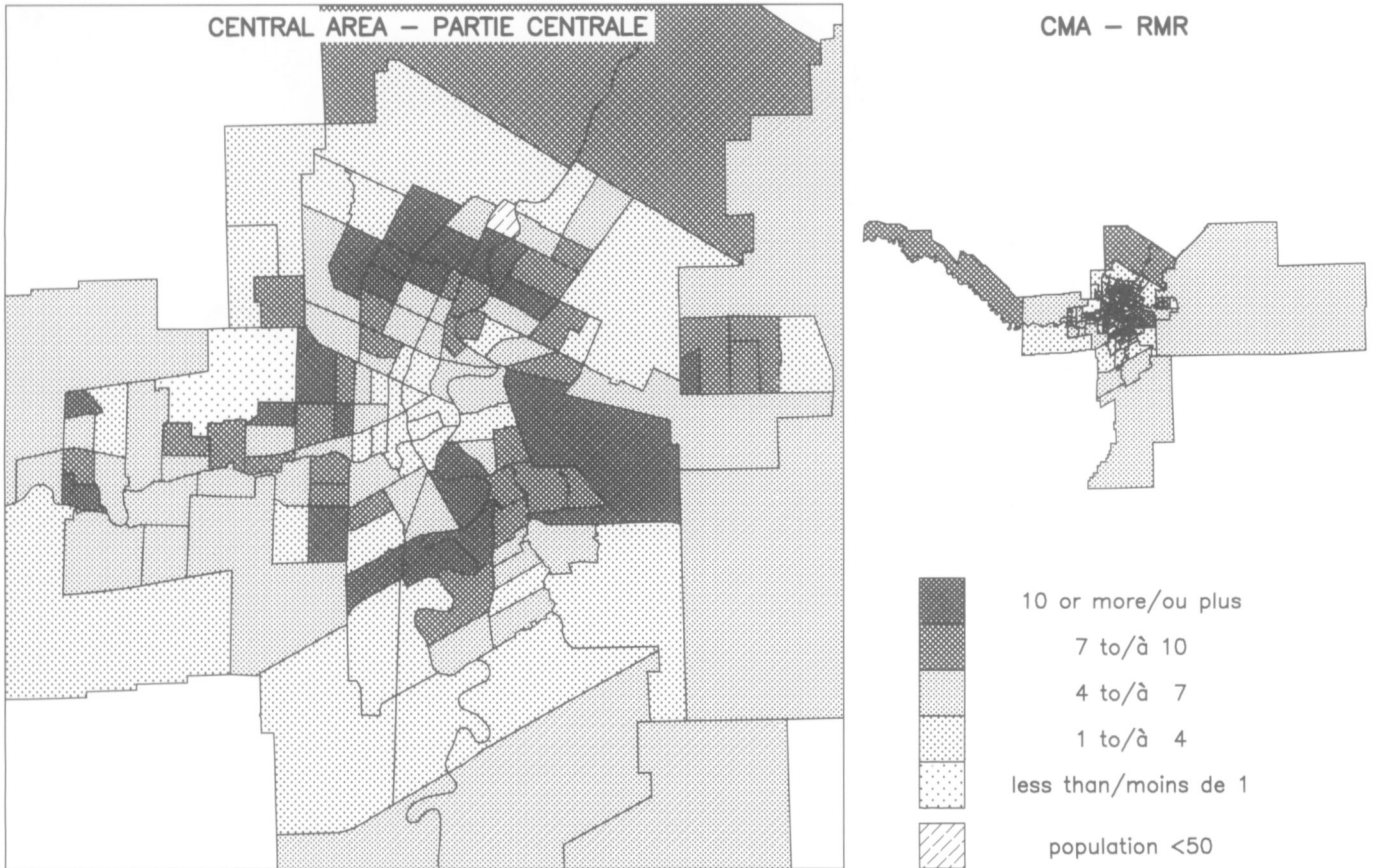 CENTRAL AREA – PARTIE CENTRALE
CMA – RMR
10 or more/ou plus
7 to/à 10
4 to/à 7
1 to/à 4
less than/moins de 1
population <50